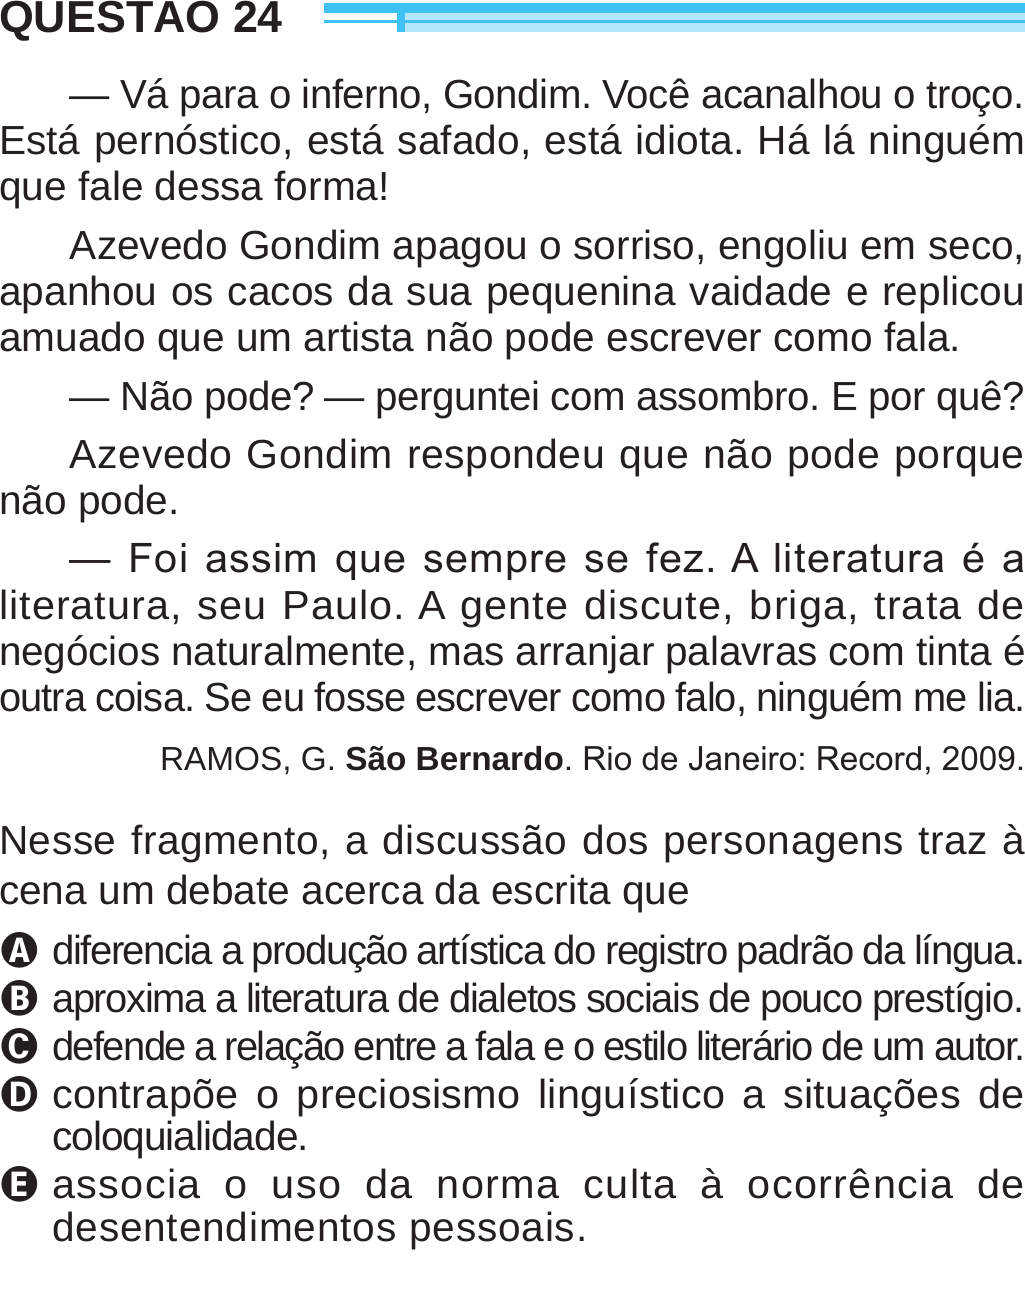 QUESTÃO 24
— Vá para o inferno, Gondim. Você acanalhou o troço.
Está pernóstico, está safado, está idiota. Há lá ninguém
que fale dessa forma!
Azevedo Gondim apagou o sorriso, engoliu em seco,
apanhou os cacos da sua pequenina vaidade e replicou
amuado que um artista não pode escrever como fala.
— Não pode? — perguntei com assombro. E por quê?
Azevedo Gondim respondeu que não pode porque
não pode.
— Foi assim que sempre se fez. A literatura é a
literatura, seu Paulo. A gente discute, briga, trata de
negócios naturalmente, mas arranjar palavras com tinta é
outra coisa. Se eu fosse escrever como falo, ninguém me lia.
RAMOS, G. São Bernardo. Rio de Janeiro: Record, 2009.
Nesse fragmento, a discussão dos personagens traz à
cena um debate acerca da escrita que
A diferencia a produção artística do registro padrão da língua.
B aproxima a literatura de dialetos sociais de pouco prestígio.
C defende a relação entre a fala e o estilo literário de um autor.
D contrapõe o preciosismo linguístico a situações de
coloquialidade.
E associa o uso da norma culta à ocorrência de
desentendimentos pessoais.